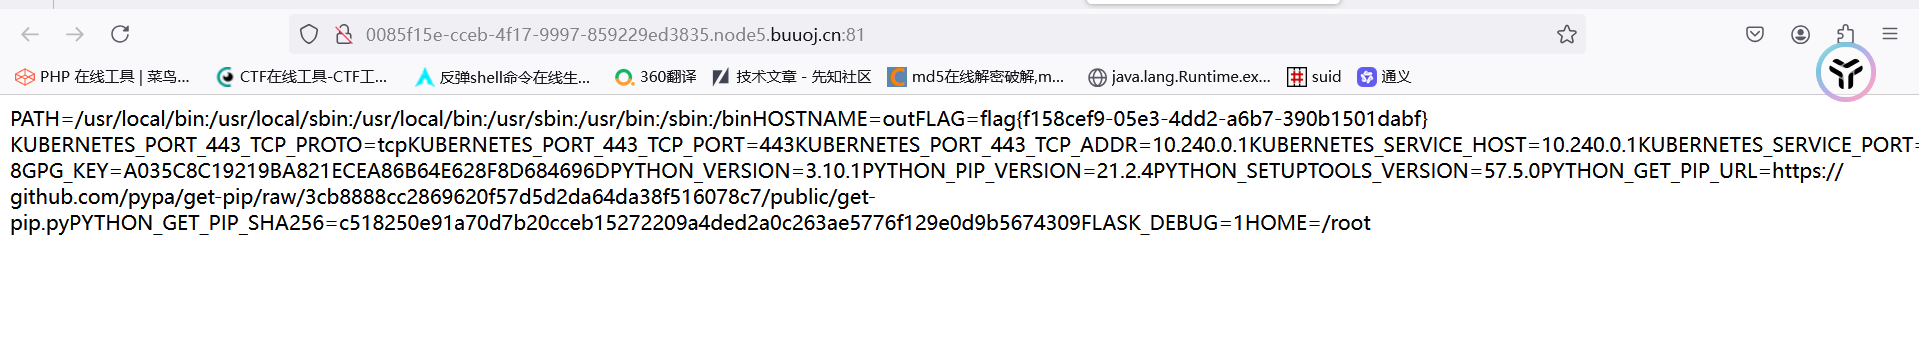 0085f15e-cceb-4f17-9997-859229ed3835.node5.buuoj.cn:81
PHP 在线工具 | 菜鸟... CTF在线工具-CTF工... 反弹shell命令在线生... 360翻译 技术文章 - 先知社区 md5在线解密破解,m... java.lang.Runtime.ex... suid 通义
PATH=/usr/local/bin:/usr/local/sbin:/usr/local/bin:/usr/sbin:/usr/bin:/sbin:/binHOSTNAME=outFLAG=flag{f158cef9-05e3-4dd2-a6b7-390b1501dabf}
KUBERNETES_PORT_443_TCP_PROTO=tcpKUBERNETES_PORT_443_TCP_PORT=443KUBERNETES_PORT_443_TCP_ADDR=10.240.0.1KUBERNETES_SERVICE_HOST=10.240.0.1KUBERNETES_SERVICE_PORT=
8GPG_KEY=A035C8C19219BA821ECEA86B64E628F8D684696DPYTHON_VERSION=3.10.1PYTHON_PIP_VERSION=21.2.4PYTHON_SETUPTOOLS_VERSION=57.5.0PYTHON_GET_PIP_URL=https://
github.com/pypa/get-pip/raw/3cb8888cc2869620f57d5d2da64da38f516078c7/public/get-
pip.pyPYTHON_GET_PIP_SHA256=c518250e91a70d7b20cceb15272209a4ded2a0c263ae5776f129e0d9b5674309FLASK_DEBUG=1HOME=/root